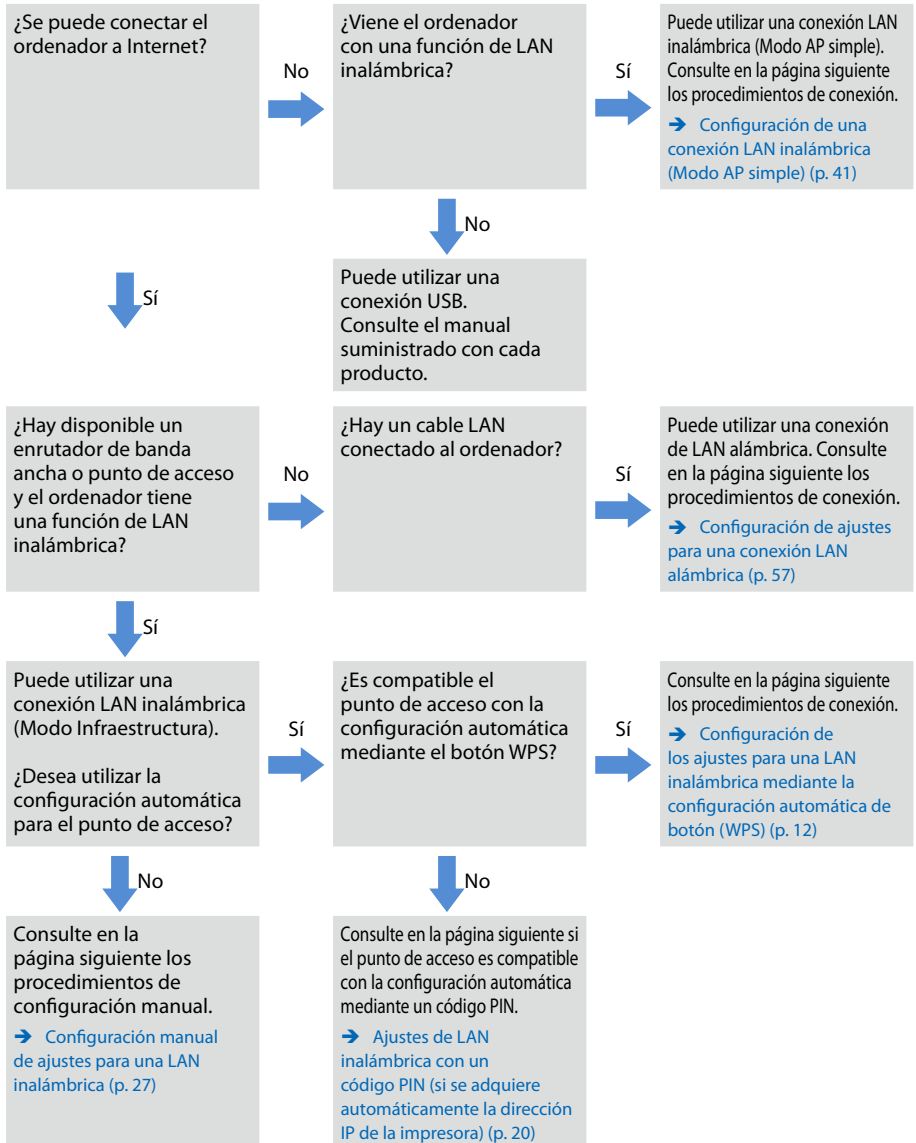 ¿Se puede conectar el
ordenador a Internet?
No
¿Viene el ordenador
con una función de LAN
inalámbrica?
Sí
Puede utilizar una conexión LAN
inalámbrica (Modo AP simple).
Consulte en la página siguiente
los procedimientos de conexión.
➔ Configuración de una
conexión LAN inalámbrica
(Modo AP simple) (p. 41)
No
Puede utilizar una
conexión USB.
Consulte el manual
suministrado con cada
producto.
Sí
¿Hay disponible un
enrutador de banda
ancha o punto de acceso
y el ordenador tiene
una función de LAN
inalámbrica?
No
¿Hay un cable LAN
conectado al ordenador?
Sí
Puede utilizar una conexión
de LAN alámbrica. Consulte
en la página siguiente los
procedimientos de conexión.
➔ Configuración de ajustes
para una conexión LAN
alámbrica (p. 57)
Sí
Puede utilizar una
conexión LAN inalámbrica
(Modo Infraestructura).
¿Desea utilizar la
configuración automática
para el punto de acceso?
Sí
¿Es compatible el
punto de acceso con la
configuración automática
mediante el botón WPS?
Sí
Consulte en la página siguiente
los procedimientos de conexión.
➔ Configuración de
los ajustes para una LAN
inalámbrica mediante la
configuración automática de
botón (WPS) (p. 12)
No
Consulte en la
página siguiente los
procedimientos de
configuración manual.
➔ Configuración manual
de ajustes para una LAN
inalámbrica (p. 27)
No
Consulte en la página siguiente si
el punto de acceso es compatible
con la configuración automática
mediante un código PIN.
➔ Ajustes de LAN
inalámbrica con un
código PIN (si se adquiere
automáticamente la dirección
IP de la impresora) (p. 20)